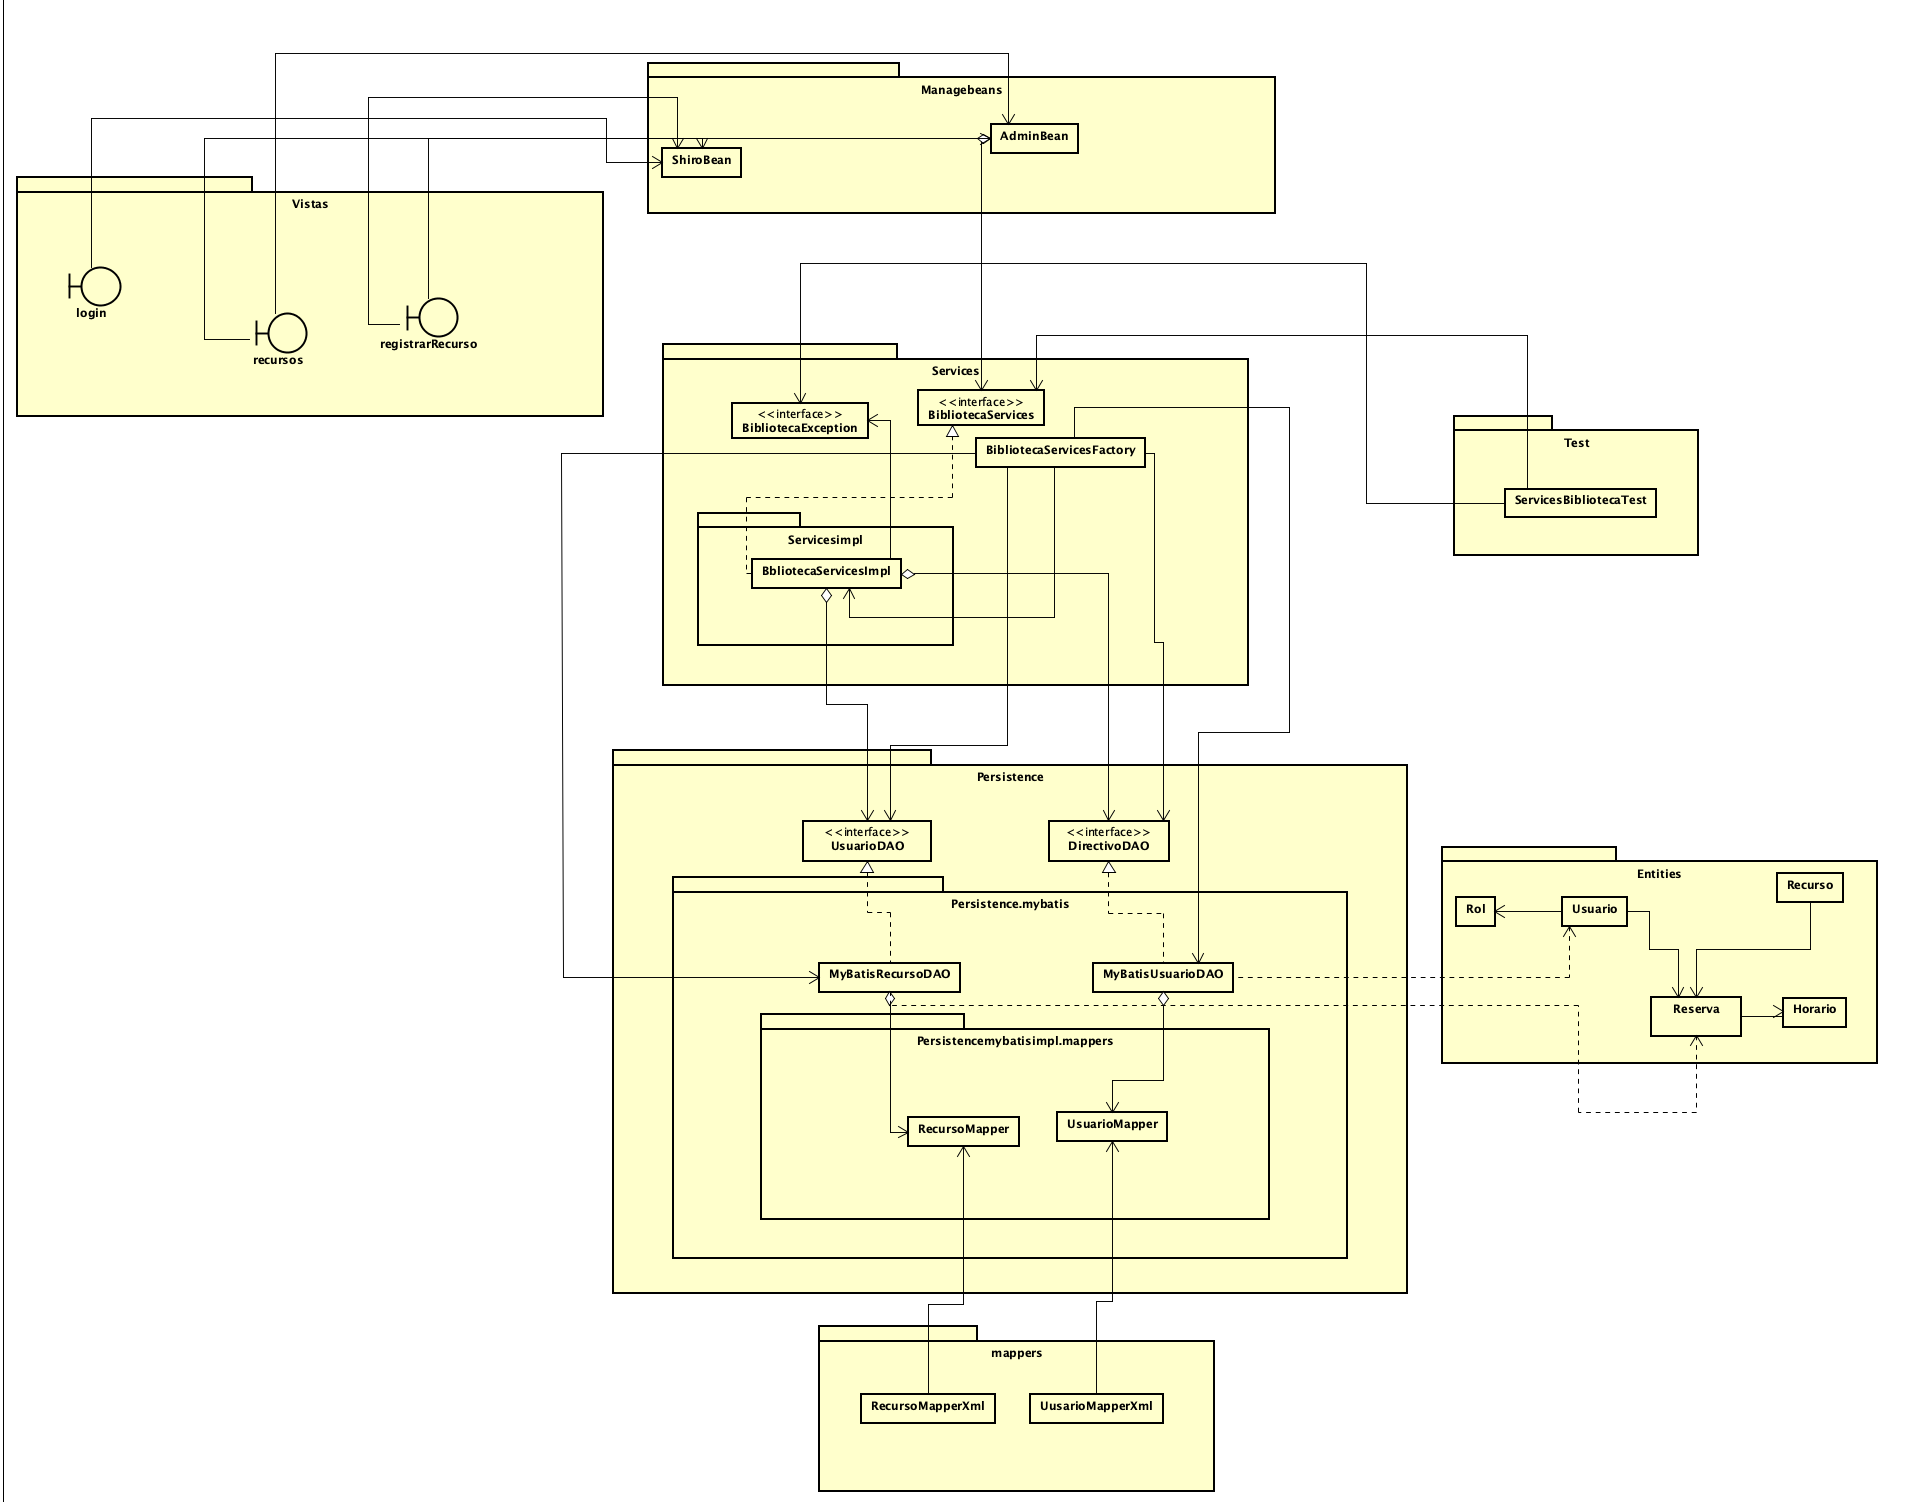 Managebeans
AdminBean
ShiroBean
Vistas
login
recursos
registrarRecurso
Services
<<interface>>
BibliotecaException
<<interface>>
BibliotecaServices
BibliotecaServicesFactory
Servicesimpl
BbliotecaServicesImpl
Test
ServicesBibliotecaTest
Persistence
<<interface>>
UsuarioDAO
<<interface>>
DirectivoDAO
Persistence.mybatis
MyBatisRecursoDAO
MyBatisUsuarioDAO
Persistencemybatisimpl.mappers
RecursoMapper
UsuarioMapper
Entities
Recurso
Rol
Usuario
Reserva
Horario
mappers
RecursoMapperXml
UusarioMapperXml